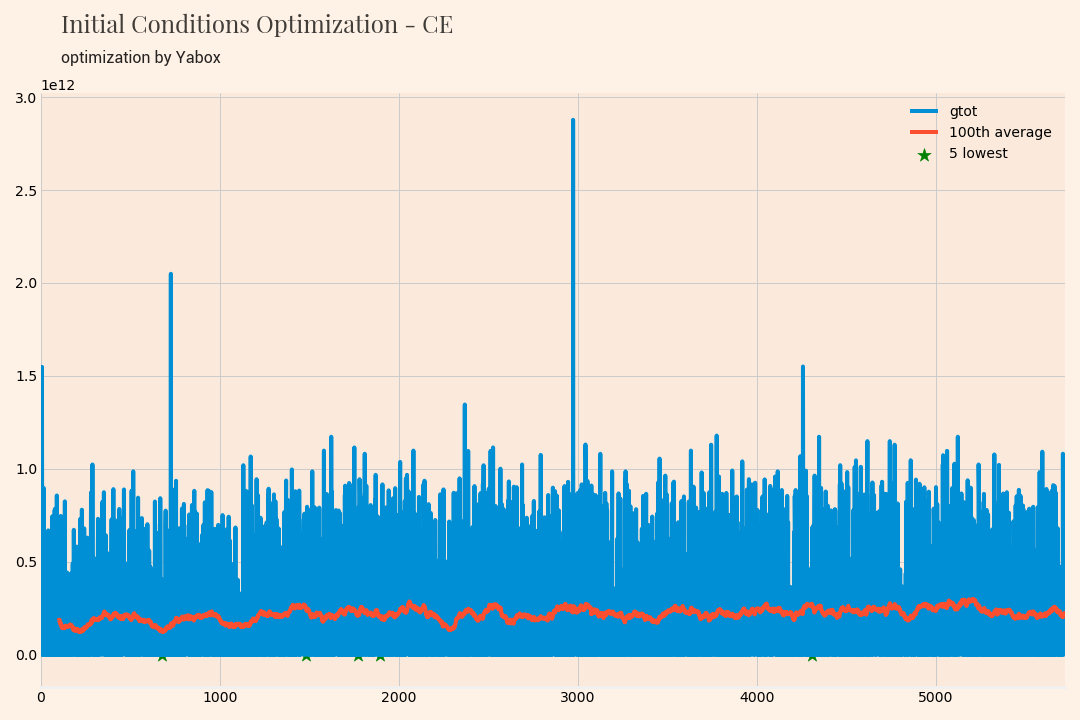 Initial Conditions Optimization - CE
optimization by Yabox
1e12
3.0
2.5
2.0
1.5
1.0
0.5
0.0
gtot
100th average
5 lowest
0
1000
2000
3000
4000
5000